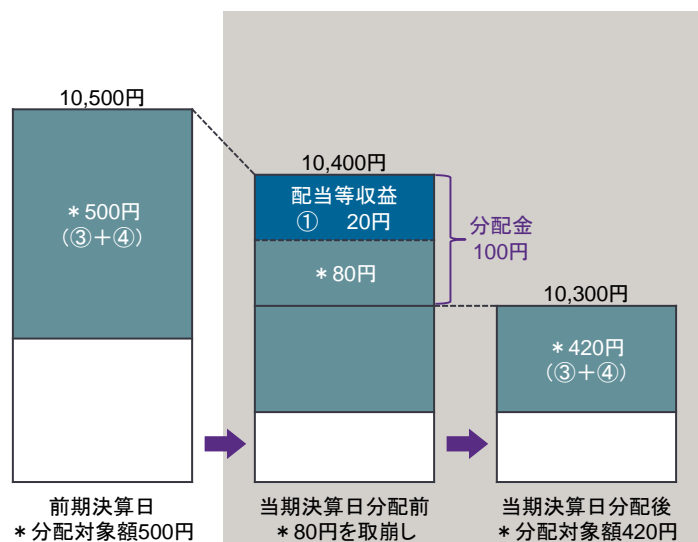 10,500円
＊500円
(③＋④)
前期決算日
＊分配対象額500円
10,400円
配当等収益
① 20円
＊80円
分配金
100円
当期決算日分配前
＊80円を取崩し
10,300円
＊420円
(③＋④)
当期決算日分配後
＊分配対象額420円